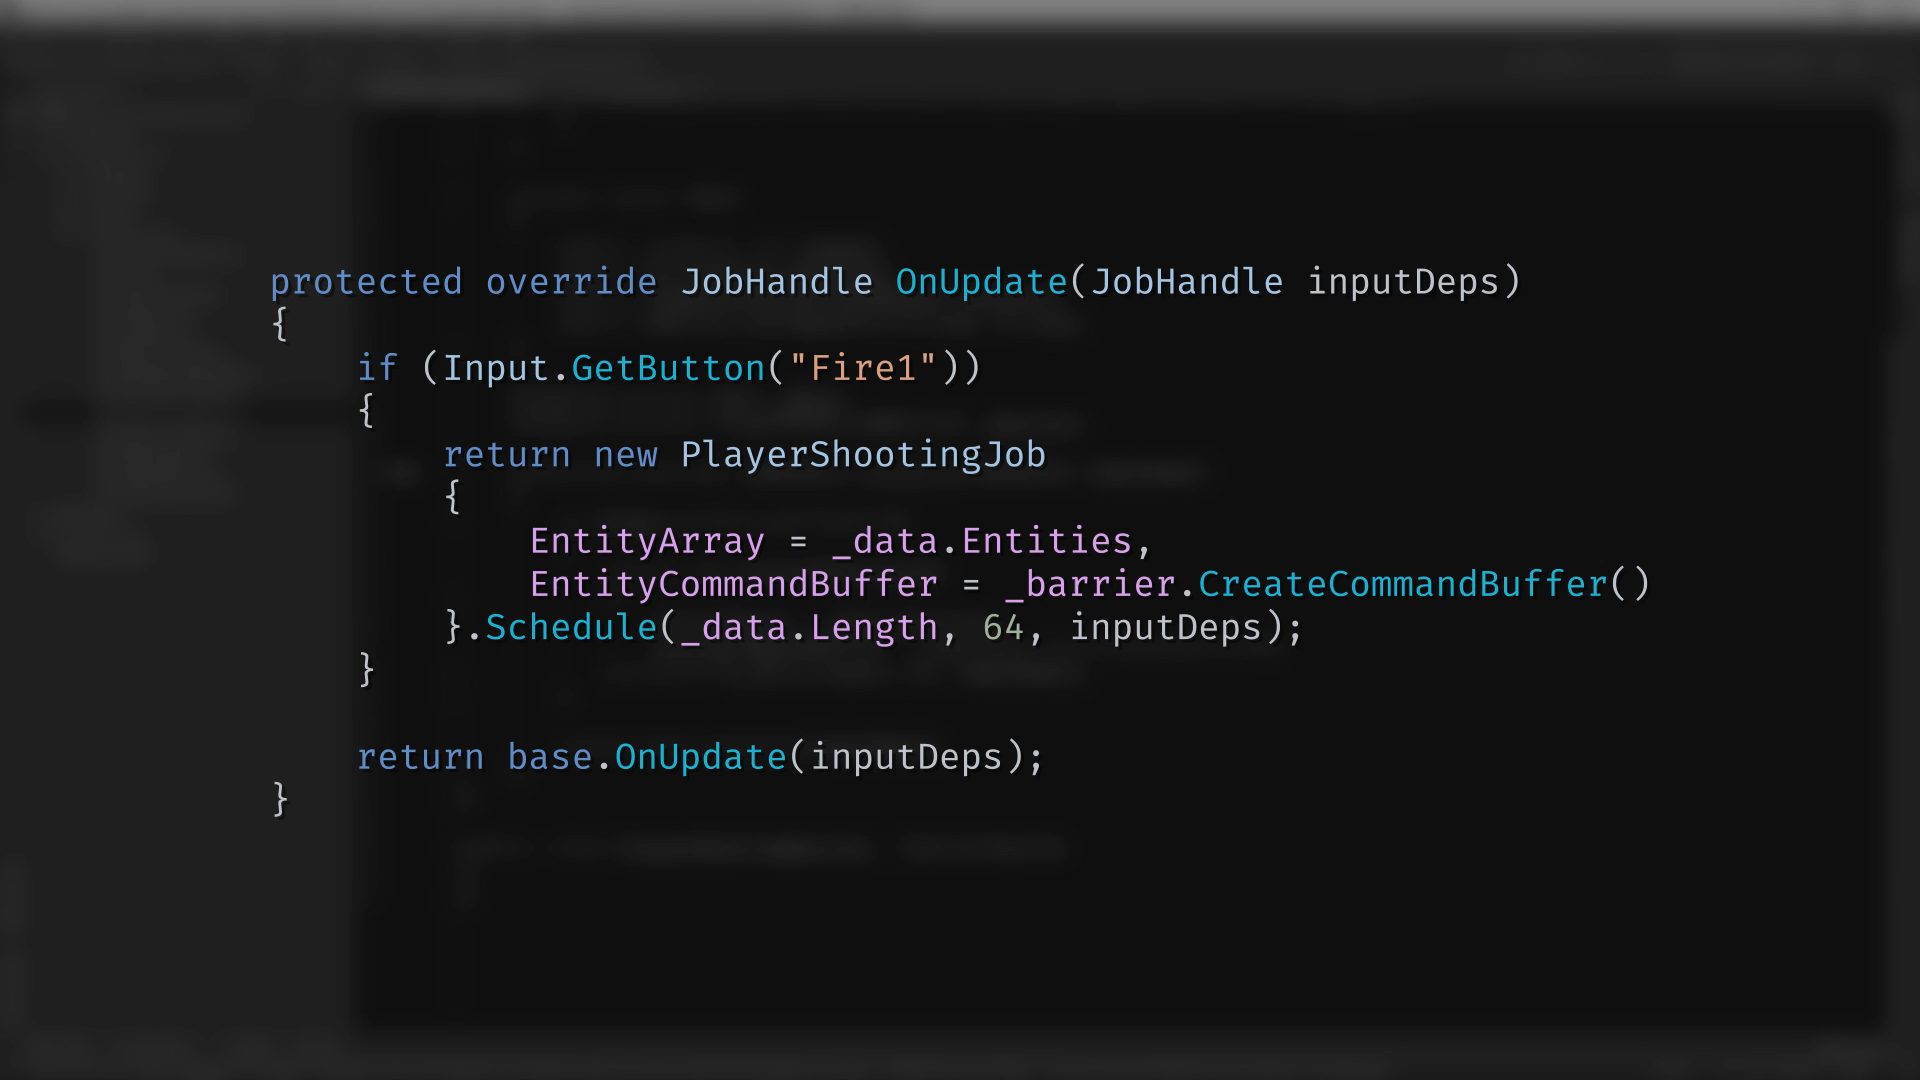 protected override JobHandle OnUpdate(JobHandle inputDeps)
{
    if (Input.GetButton("Fire1"))
    {
        return new PlayerShootingJob
        {
            EntityArray = _data.Entities,
            EntityCommandBuffer = _barrier.CreateCommandBuffer()
        }.Schedule(_data.Length, 64, inputDeps);
    }

    return base.OnUpdate(inputDeps);
}